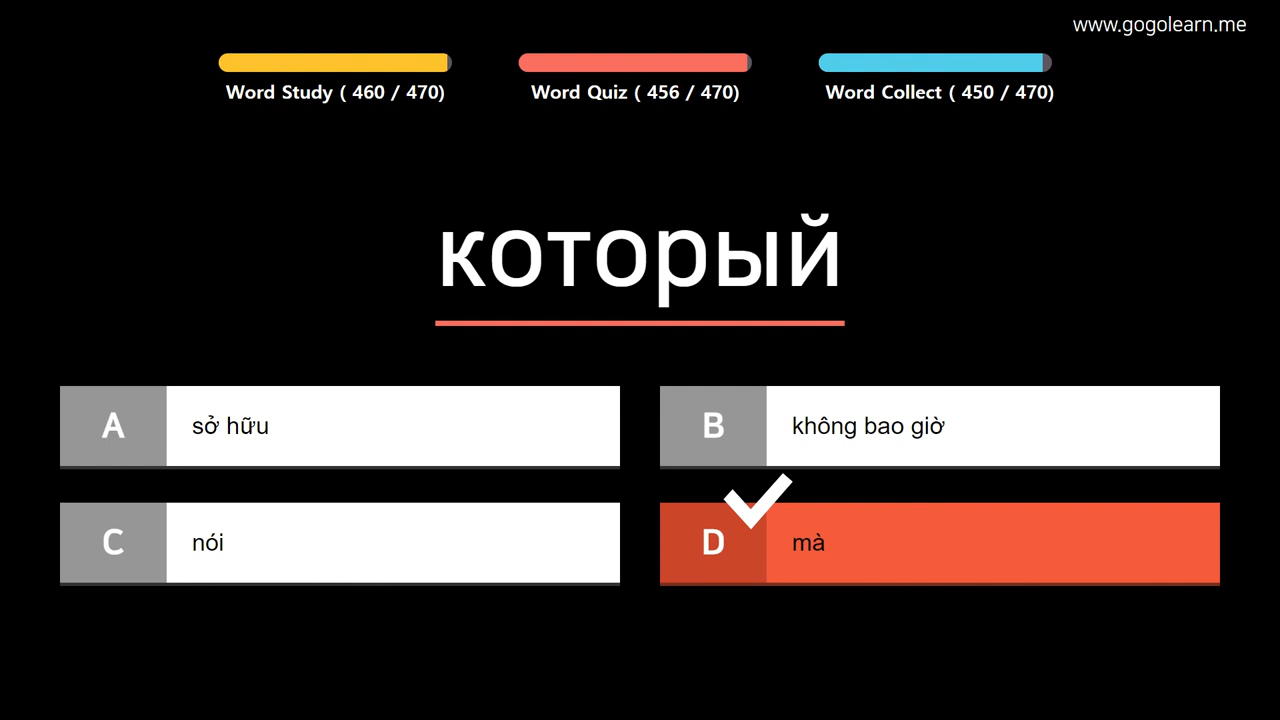 www.gogolearn.me
Word Study ( 460 / 470)
Word Quiz ( 456 / 470)
Word Collect ( 450 / 470)
который
A
sở hữu
B
không bao giờ
C
nói
D
mà